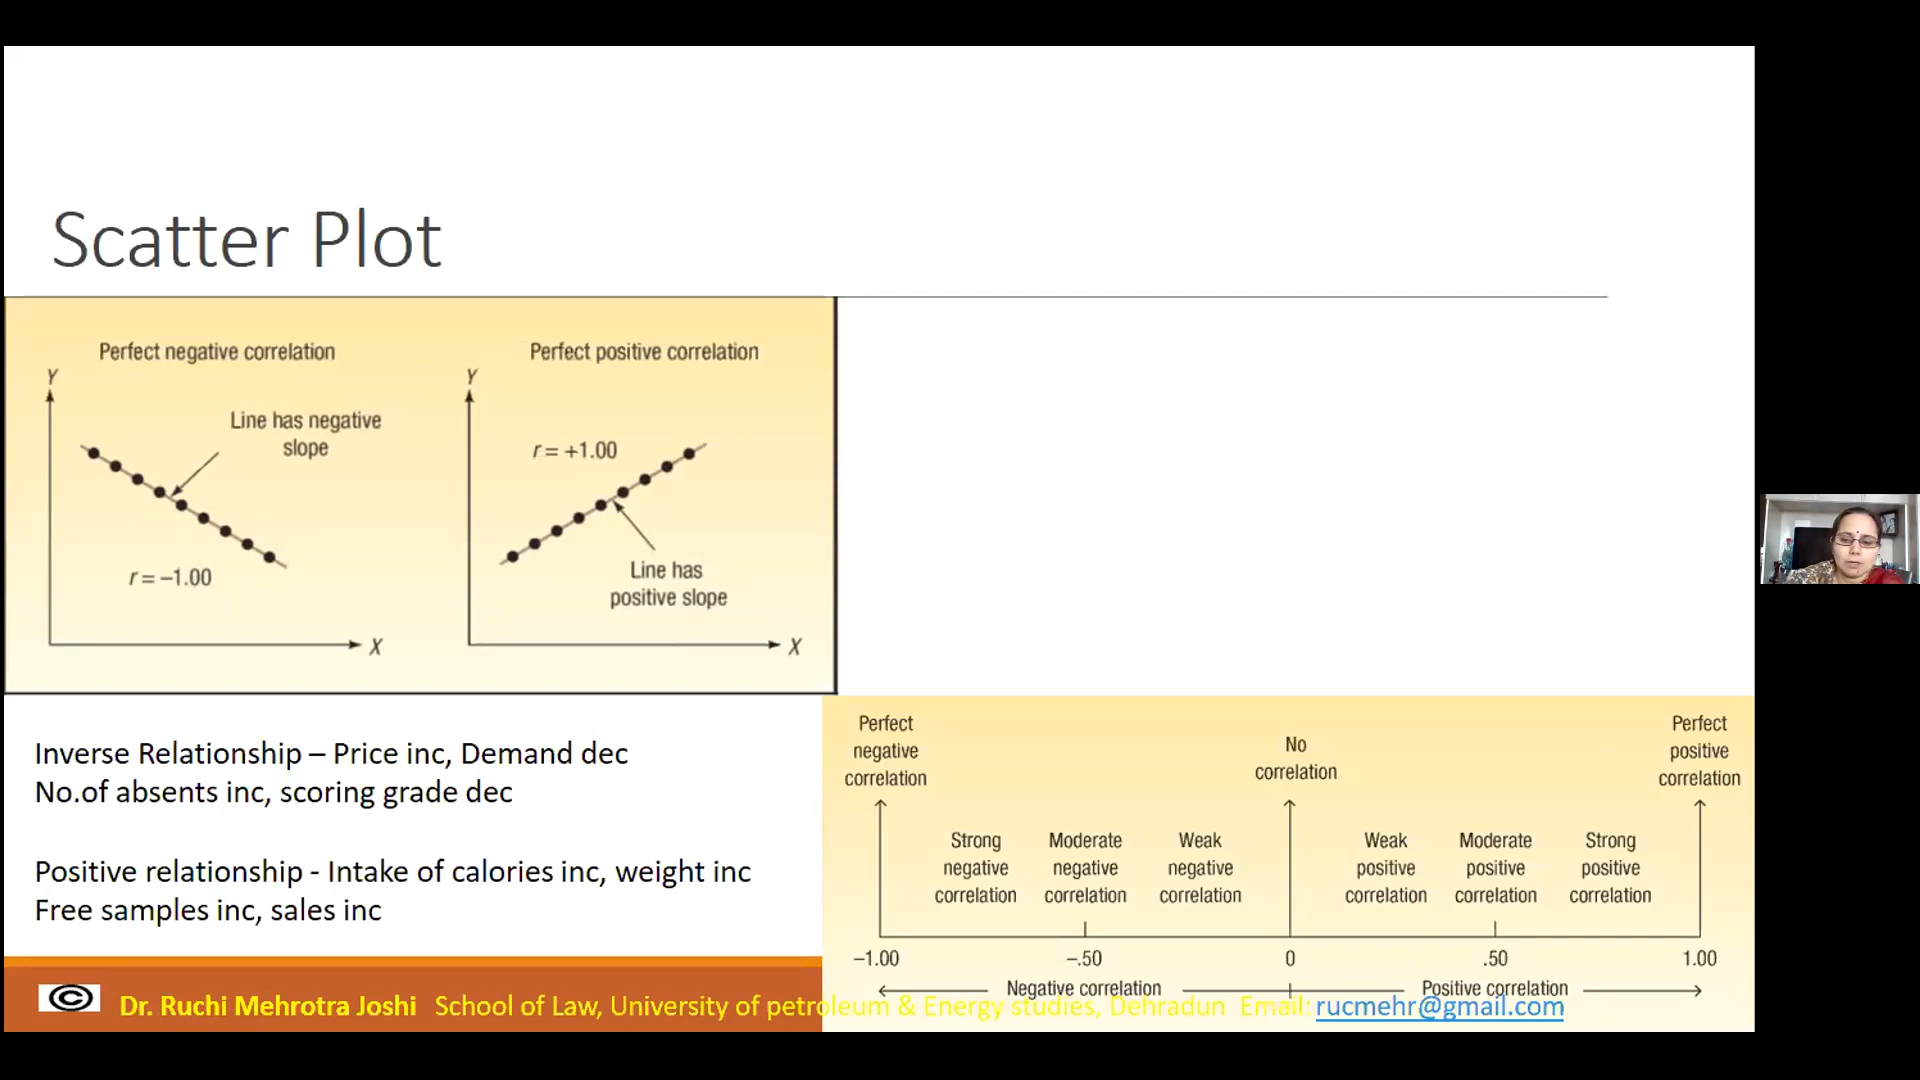 Scatter Plot
Perfect negative correlation
Y
Line has negative
slope
r = –1.00
X
Perfect positive correlation
Y
r = +1.00
Line has
positive slope
X
Inverse Relationship – Price inc, Demand dec
No.of absents inc, scoring grade dec
Positive relationship - Intake of calories inc, weight inc
Free samples inc, sales inc
Perfect
negative
correlation
No
correlation
Perfect
positive
correlation
Strong
negative
correlation
Moderate
negative
correlation
Weak
negative
correlation
Weak
positive
correlation
Moderate
positive
correlation
Strong
positive
correlation
–1.00
–.50
0
.50
1.00
Negative correlation
Positive correlation
© Dr. Ruchi Mehrotra Joshi School of Law, University of petroleum & Energy studies, Dehradun Email: rucmehr@gmail.com